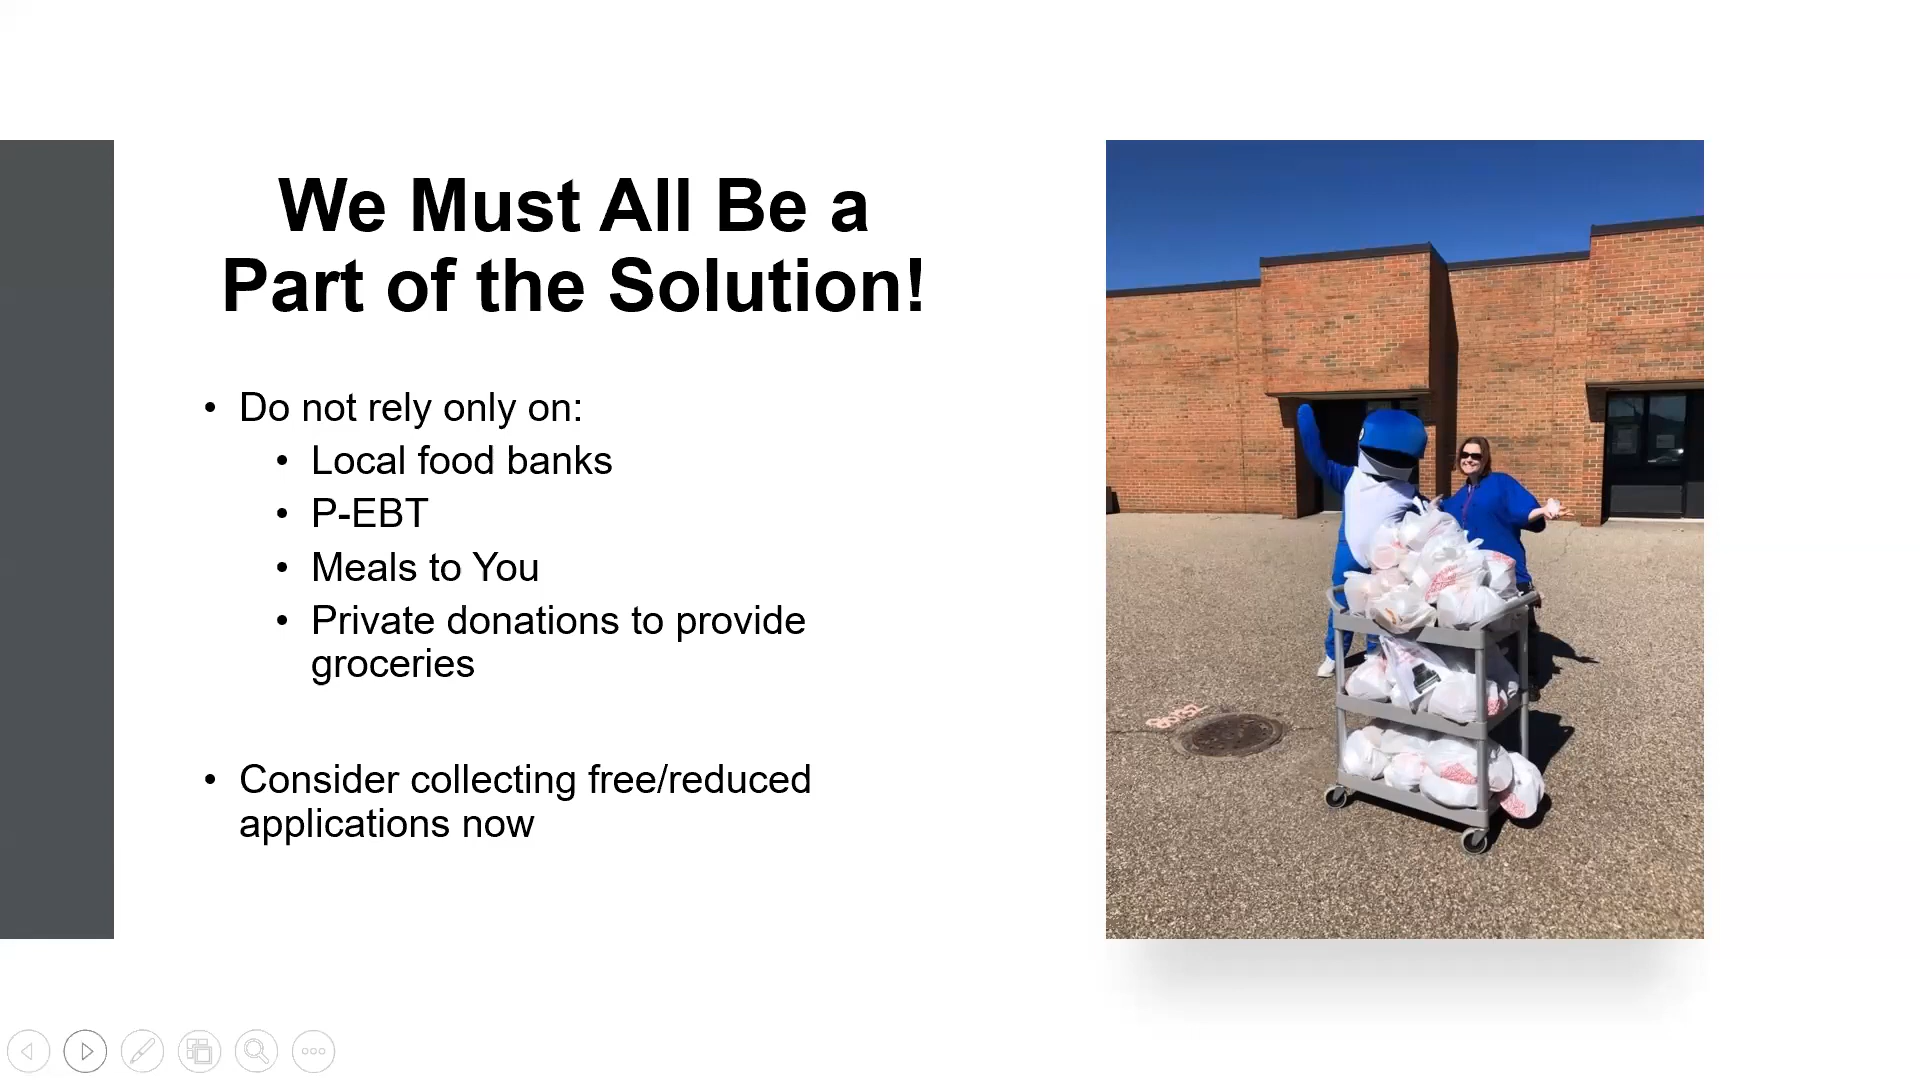 We Must All Be a
Part of the Solution!
• Do not rely only on:
• Local food banks
• P-EBT
• Meals to You
• Private donations to provide
groceries
• Consider collecting free/reduced
applications now